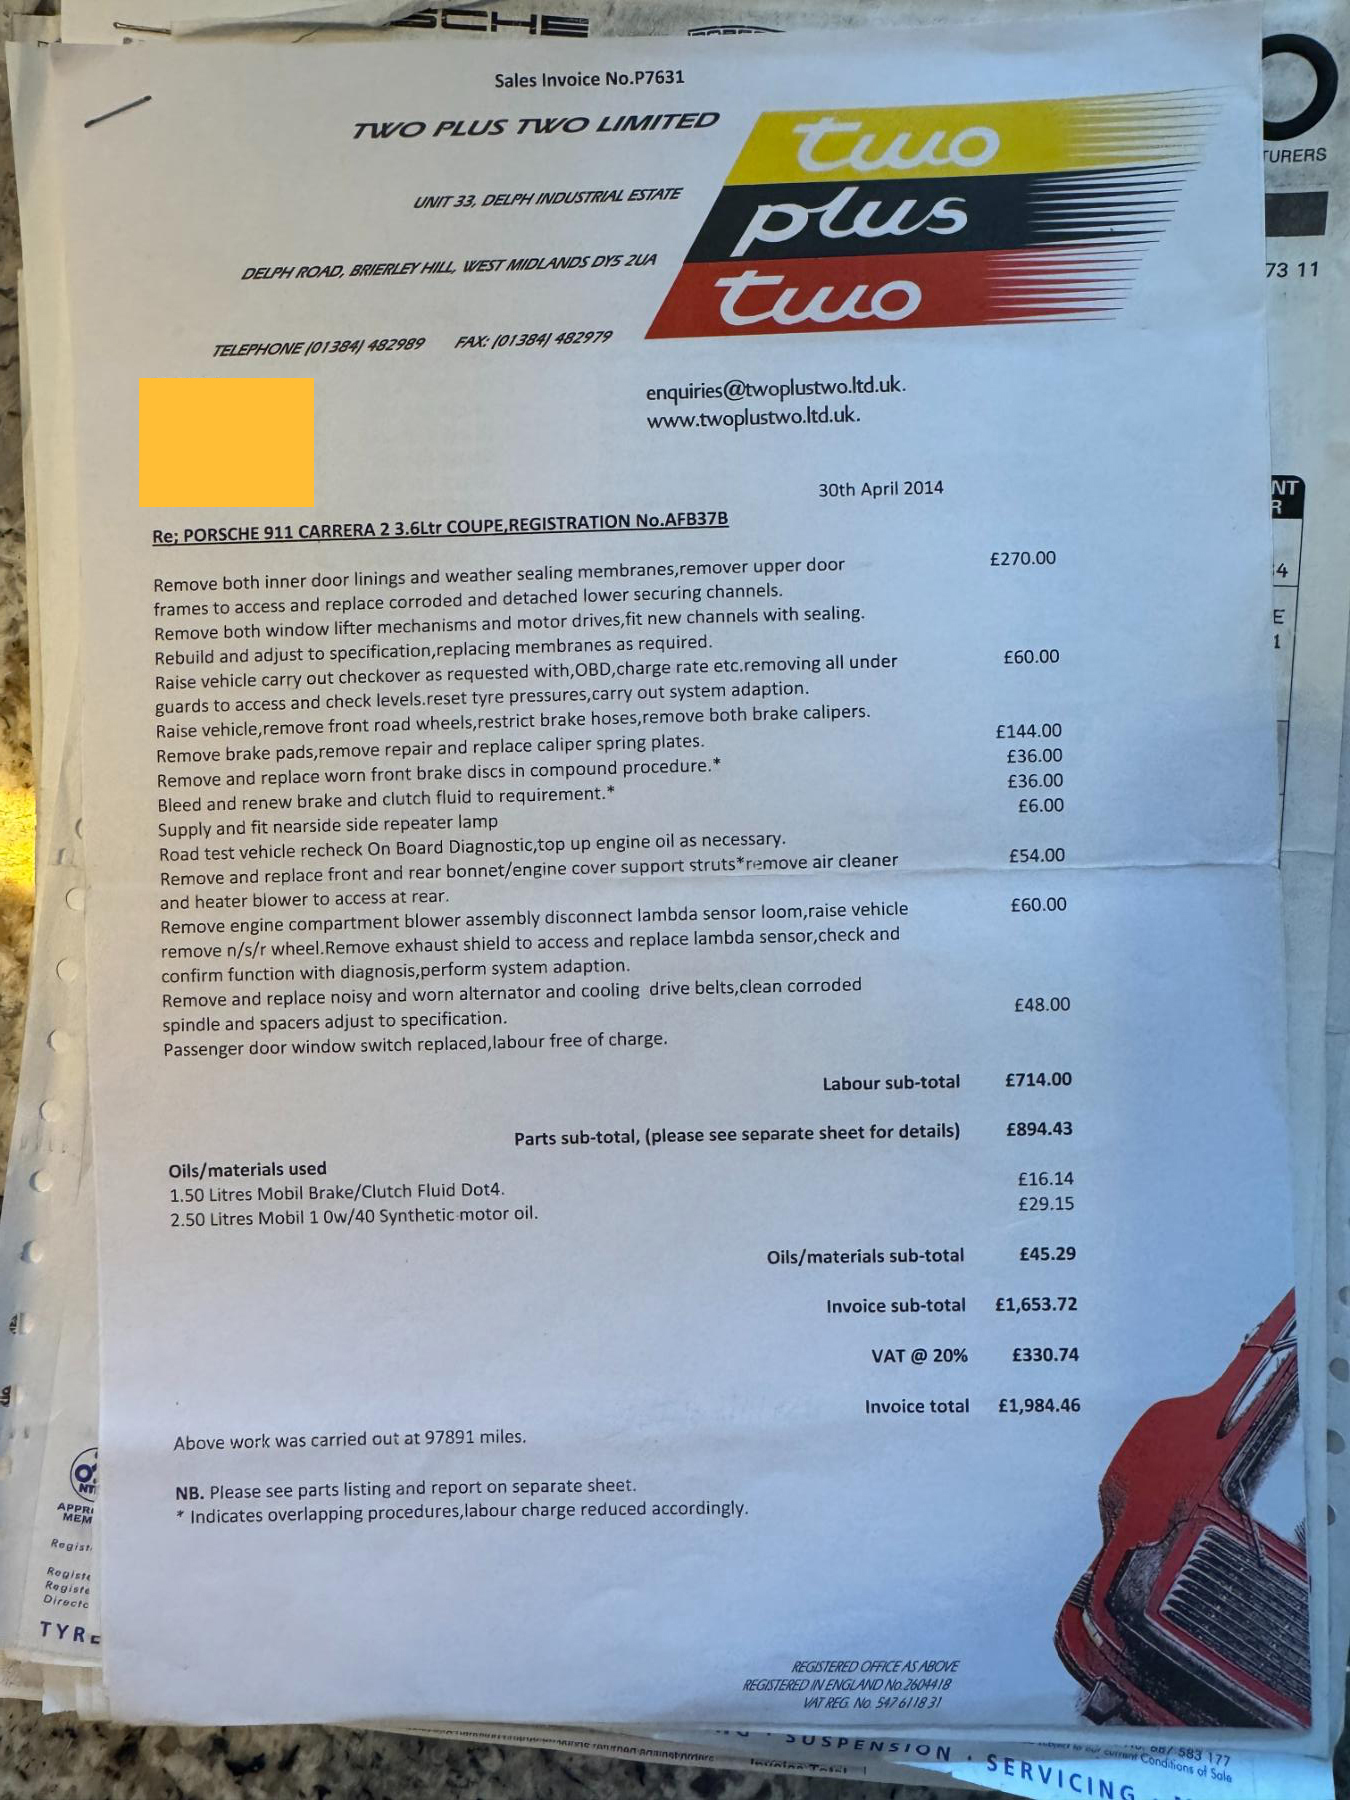 SCHE
Sales Invoice No.P7631
TWO PLUS TWO LIMITED
two
plus
two
UNIT 33, DELPH INDUSTRIAL ESTATE
DELPH ROAD, BRIERLEY HILL, WEST MIDLANDS DY5 2UA
TELEPHONE (01384) 482989 FAX: (01384) 482979
TURERS
73 11
enquiries@twoplustwo.ltd.uk.
www.twoplustwo.ltd.uk.
30th April 2014
NT
R
Re; PORSCHE 911 CARRERA 2 3.6Ltr COUPE,REGISTRATION No.AFB37B
Remove both inner door linings and weather sealing membranes,remover upper door £270.00
frames to access and replace corroded and detached lower securing channels.
Remove both window lifter mechanisms and motor drives,fit new channels with sealing.
Rebuild and adjust to specification,replacing membranes as required.
Raise vehicle carry out checkover as requested with,OBD,charge rate etc.removing all under £60.00
guards to access and check levels.reset tyre pressures,carry out system adaption.
Raise vehicle,remove front road wheels,restrict brake hoses,remove both brake calipers.
Remove brake pads,remove repair and replace caliper spring plates. £144.00
Remove and replace worn front brake discs in compound procedure.* £36.00
Bleed and renew brake and clutch fluid to requirement.* £36.00
Supply and fit nearside side repeater lamp £6.00
Road test vehicle recheck On Board Diagnostic,top up engine oil as necessary.
Remove and replace front and rear bonnet/engine cover support struts*remove air cleaner £54.00
and heater blower to access at rear.
Remove engine compartment blower assembly disconnect lambda sensor loom,raise vehicle £60.00
remove n/s/r wheel.Remove exhaust shield to access and replace lambda sensor,check and
confirm function with diagnosis,perform system adaption.
Remove and replace noisy and worn alternator and cooling drive belts,clean corroded £48.00
spindle and spacers adjust to specification.
Passenger door window switch replaced,labour free of charge.
Labour sub-total £714.00
Parts sub-total, (please see separate sheet for details) £894.43
Oils/materials used
1.50 Litres Mobil Brake/Clutch Fluid Dot4. £16.14
2.50 Litres Mobil 1 0w/40 Synthetic motor oil. £29.15
Oils/materials sub-total £45.29
Invoice sub-total £1,653.72
VAT @ 20% £330.74
Invoice total £1,984.46
Above work was carried out at 97891 miles.
NB. Please see parts listing and report on separate sheet.
* Indicates overlapping procedures,labour charge reduced accordingly.
REGISTERED OFFICE AS ABOVE
REGISTERED IN ENGLAND No.2604418
VAT REG. No. 547 6118 31
APPR
MEM
Regist
Registe
Registe
Directo
TYRE
SUSPENSION · SERVICING
583 177
current Conditions of Sale
Invoice Total